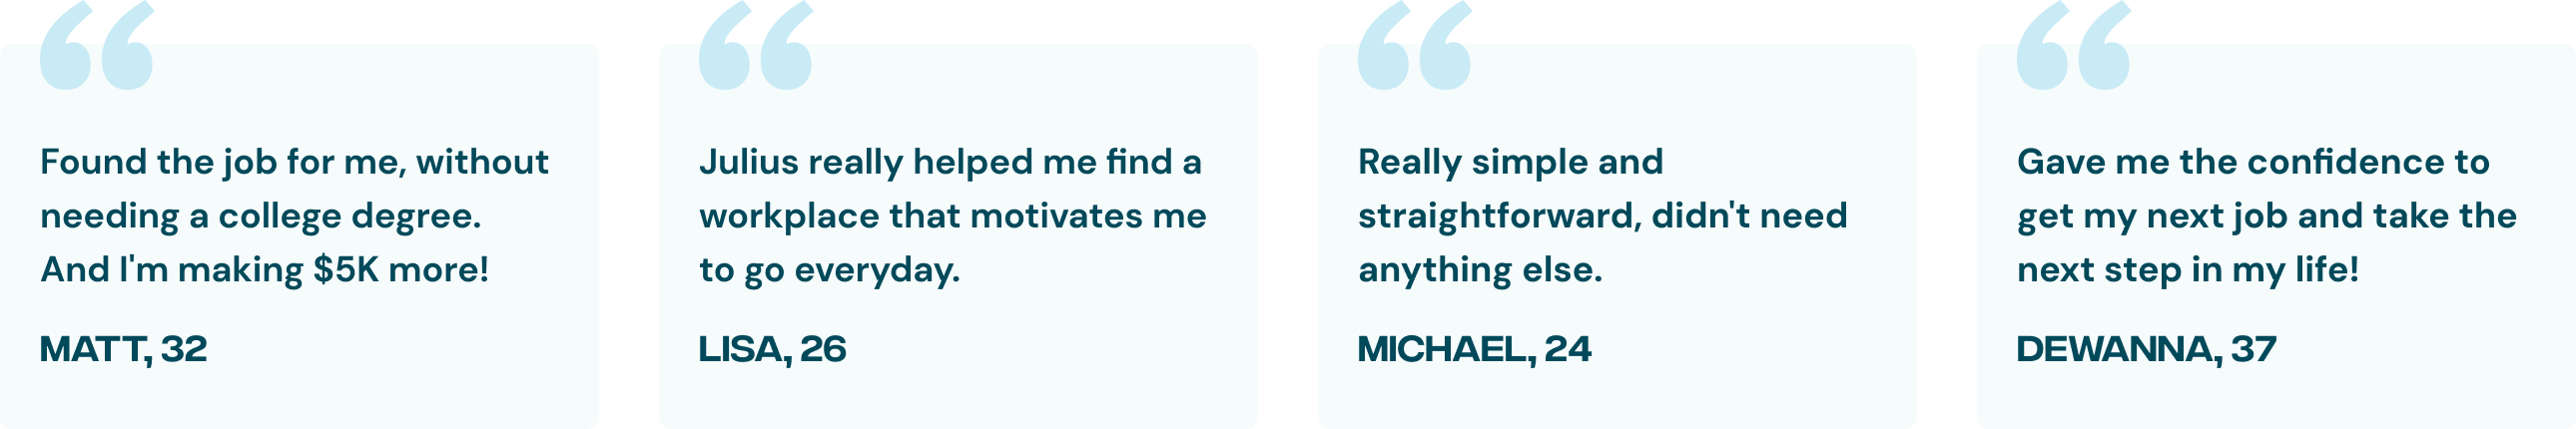 Found the job for me, without
needing a college degree.
And I'm making $5K more!
MATT, 32
Julius really helped me find a
workplace that motivates me
to go everyday.
LISA, 26
Really simple and
straightforward, didn't need
anything else.
MICHAEL, 24
Gave me the confidence to
get my next job and take the
next step in my life!
DEWANNA, 37